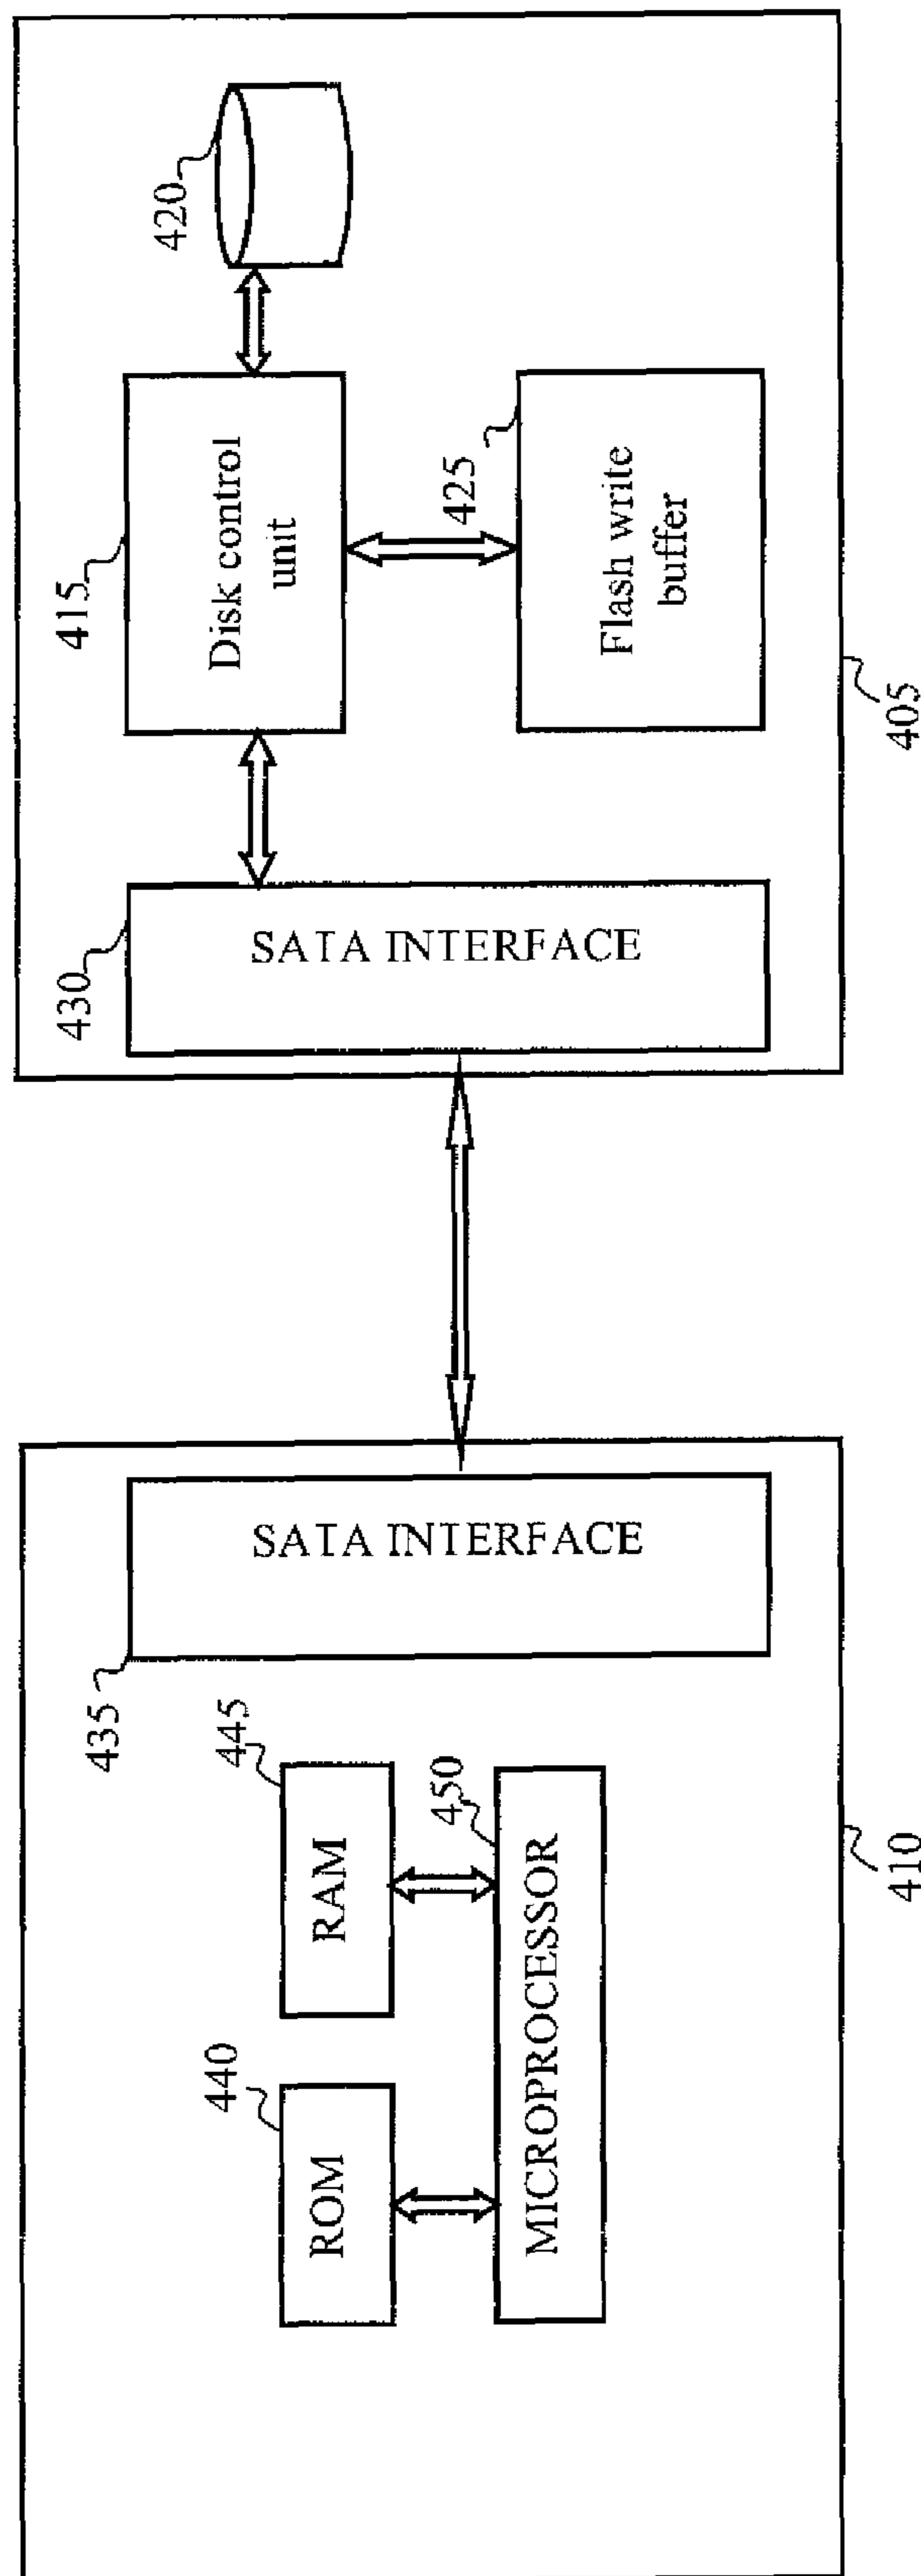 435
SATA INTERFACE
440
ROM
445
RAM
450
MICROPROCESSOR
410
430
SATA INTERFACE
415
Disk control
unit
420
425
Flash write
buffer
405